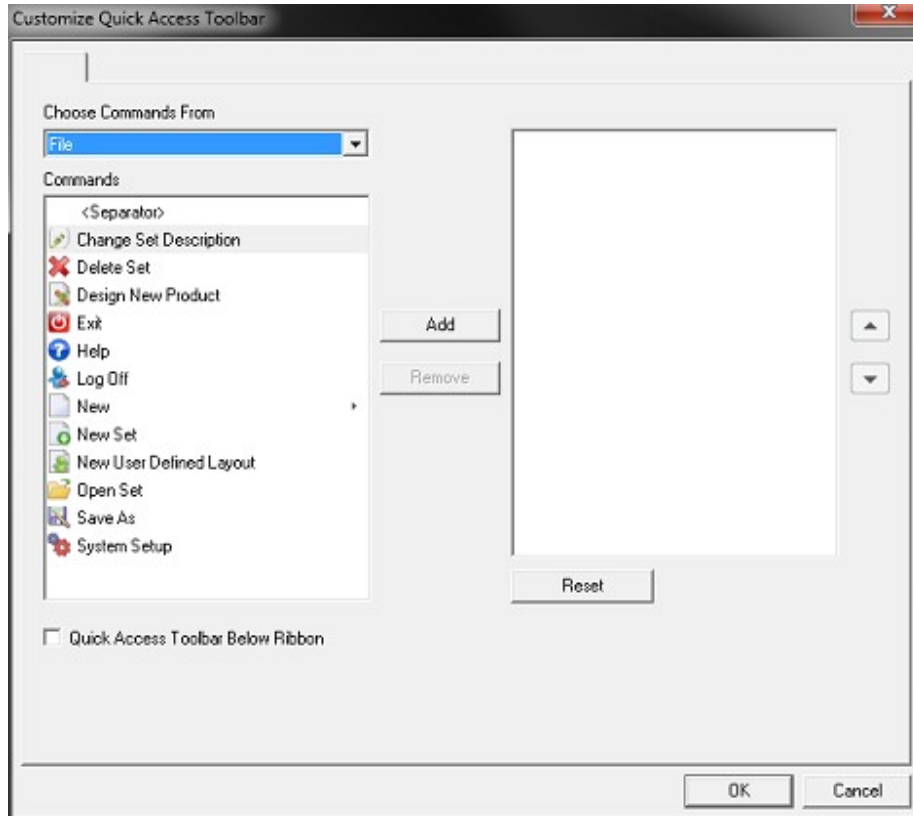 Customize Quick Access Toolbar
Choose Commands From
File
Commands
<Separator>
Change Set Description
Delete Set
Design New Product
Exit
Help
Log Off
New
New Set
New User Defined Layout
Open Set
Save As
System Setup
Add
Remove
Reset
Quick Access Toolbar Below Ribbon
OK
Cancel